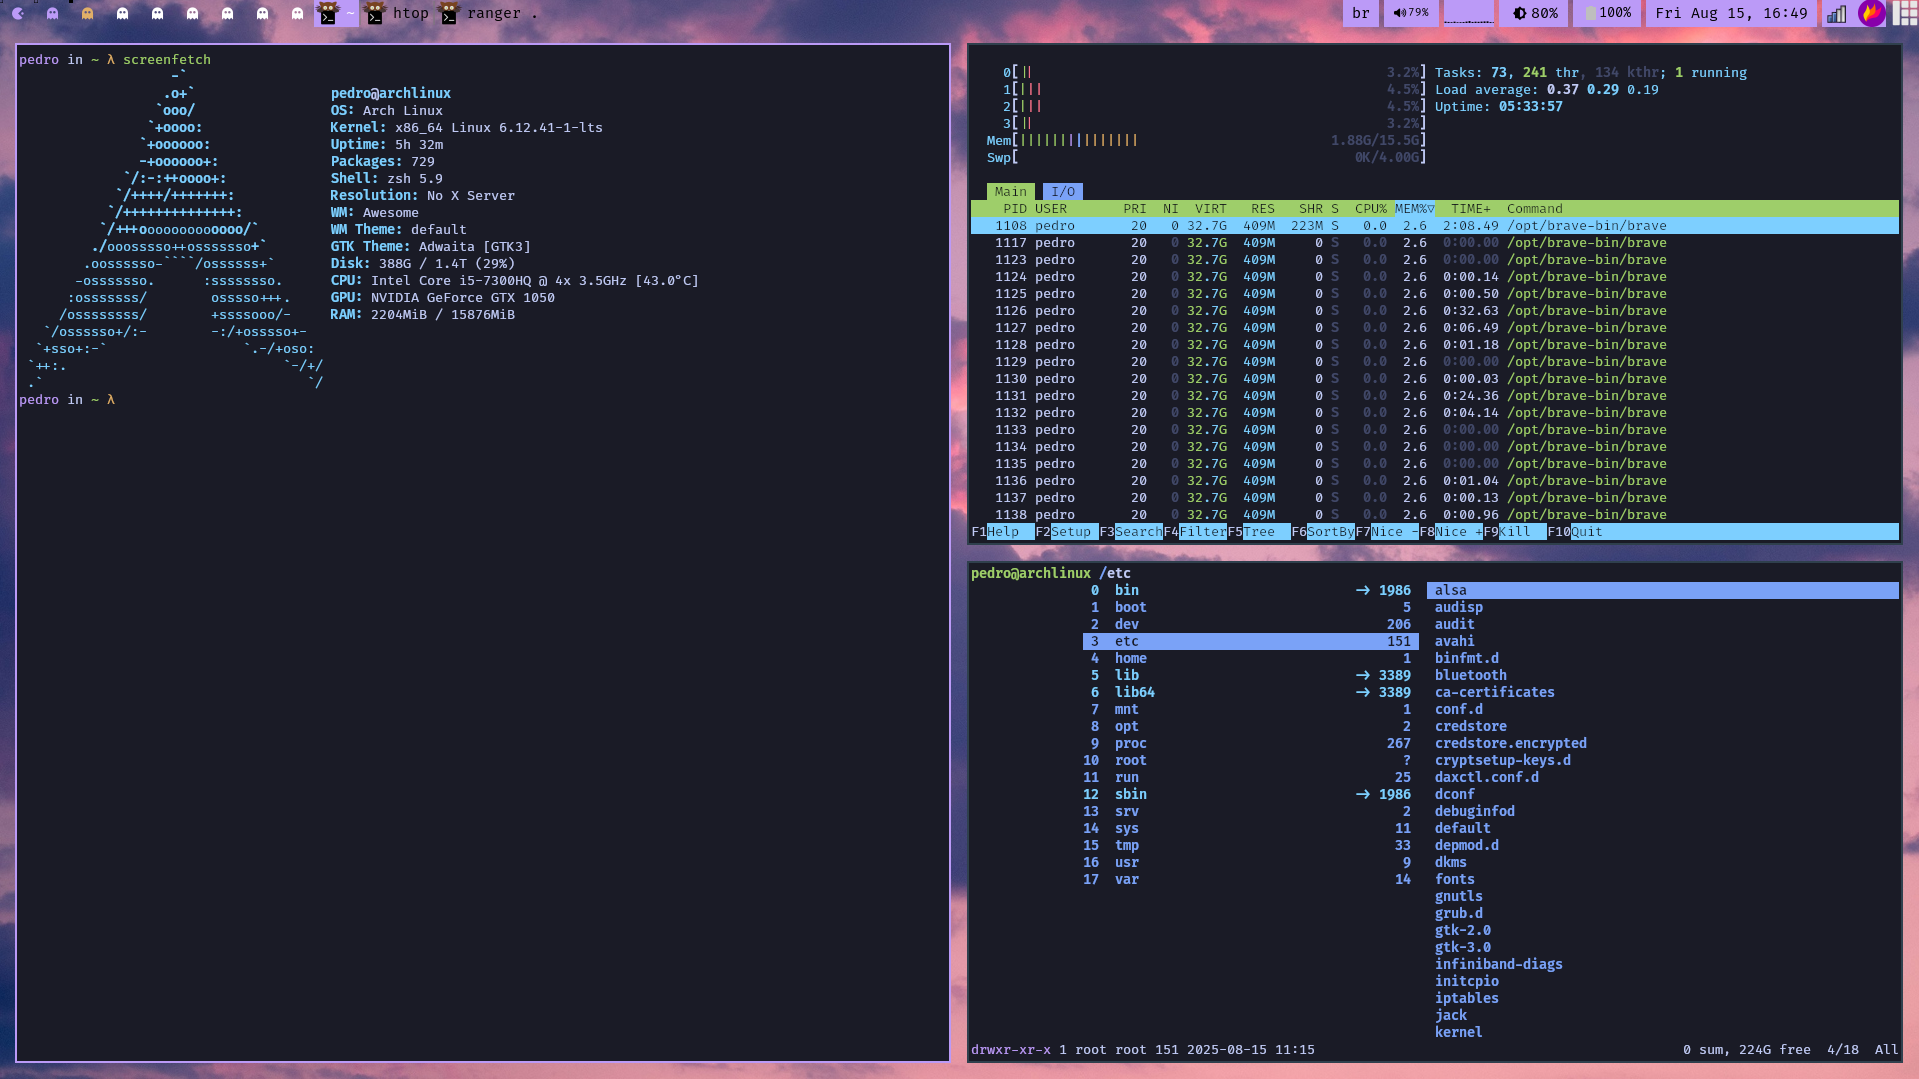 ~ htop ranger . br 79% 80% 100% Fri Aug 15, 16:49
pedro in ~ λ screenfetch
-`
.o+`
`ooo/
`+oooo:
`+oooooo:
-+oooooo+:
`/:-:++oooo+:
`/++++/+++++++:
`/++++++++++++++:
`/+++ooooooooooooo/`
./ooosssso++osssssso+`
.oossssso-````/ossssss+`
-osssssso. :ssssssso.
:osssssss/ osssso+++.
/ossssssss/ +ssssooo/-
`/ossssso+/:- -:/+osssso+-
`+sso+:-` `.-/+oso:
`++:. `-/+/
.` `/
pedro@archlinux
OS: Arch Linux
Kernel: x86_64 Linux 6.12.41-1-lts
Uptime: 5h 32m
Packages: 729
Shell: zsh 5.9
Resolution: No X Server
WM: Awesome
WM Theme: default
GTK Theme: Adwaita [GTK3]
Disk: 388G / 1.4T (29%)
CPU: Intel Core i5-7300HQ @ 4x 3.5GHz [43.0°C]
GPU: NVIDIA GeForce GTX 1050
RAM: 2204MiB / 15876MiB
pedro in ~ λ
0[|| 3.2%] Tasks: 73, 241 thr, 134 kthr; 1 running
1[||| 4.5%] Load average: 0.37 0.29 0.19
2[||| 4.5%] Uptime: 05:33:57
3[|| 3.2%]
Mem[||||||||||||||| 1.88G/15.5G]
Swp[ 0K/4.00G]
Main I/O
PID USER PRI NI VIRT RES SHR S CPU% MEM%▽ TIME+ Command
1108 pedro 20 0 32.7G 409M 223M S 0.0 2.6 2:08.49 /opt/brave-bin/brave
1117 pedro 20 0 32.7G 409M 0 S 0.0 2.6 0:00.00 /opt/brave-bin/brave
1123 pedro 20 0 32.7G 409M 0 S 0.0 2.6 0:00.00 /opt/brave-bin/brave
1124 pedro 20 0 32.7G 409M 0 S 0.0 2.6 0:00.14 /opt/brave-bin/brave
1125 pedro 20 0 32.7G 409M 0 S 0.0 2.6 0:00.50 /opt/brave-bin/brave
1126 pedro 20 0 32.7G 409M 0 S 0.0 2.6 0:32.63 /opt/brave-bin/brave
1127 pedro 20 0 32.7G 409M 0 S 0.0 2.6 0:06.49 /opt/brave-bin/brave
1128 pedro 20 0 32.7G 409M 0 S 0.0 2.6 0:01.18 /opt/brave-bin/brave
1129 pedro 20 0 32.7G 409M 0 S 0.0 2.6 0:00.00 /opt/brave-bin/brave
1130 pedro 20 0 32.7G 409M 0 S 0.0 2.6 0:00.03 /opt/brave-bin/brave
1131 pedro 20 0 32.7G 409M 0 S 0.0 2.6 0:24.36 /opt/brave-bin/brave
1132 pedro 20 0 32.7G 409M 0 S 0.0 2.6 0:04.14 /opt/brave-bin/brave
1133 pedro 20 0 32.7G 409M 0 S 0.0 2.6 0:00.00 /opt/brave-bin/brave
1134 pedro 20 0 32.7G 409M 0 S 0.0 2.6 0:00.00 /opt/brave-bin/brave
1135 pedro 20 0 32.7G 409M 0 S 0.0 2.6 0:00.00 /opt/brave-bin/brave
1136 pedro 20 0 32.7G 409M 0 S 0.0 2.6 0:01.04 /opt/brave-bin/brave
1137 pedro 20 0 32.7G 409M 0 S 0.0 2.6 0:00.13 /opt/brave-bin/brave
1138 pedro 20 0 32.7G 409M 0 S 0.0 2.6 0:00.96 /opt/brave-bin/brave
F1Help F2Setup F3SearchF4FilterF5Tree F6SortByF7Nice -F8Nice +F9Kill F10Quit
pedro@archlinux /etc
0 bin -> 1986 alsa
1 boot 5 audisp
2 dev 206 audit
3 etc 151 avahi
4 home 1 binfmt.d
5 lib -> 3389 bluetooth
6 lib64 -> 3389 ca-certificates
7 mnt 1 conf.d
8 opt 2 credstore
9 proc 267 credstore.encrypted
10 root ? cryptsetup-keys.d
11 run 25 daxctl.conf.d
12 sbin -> 1986 dconf
13 srv 2 debuginfod
14 sys 11 default
15 tmp 33 depmod.d
16 usr 9 dkms
17 var 14 fonts
gnutls
grub.d
gtk-2.0
gtk-3.0
infiniband-diags
initcpio
iptables
jack
kernel
drwxr-xr-x 1 root root 151 2025-08-15 11:15 0 sum, 224G free 4/18 All